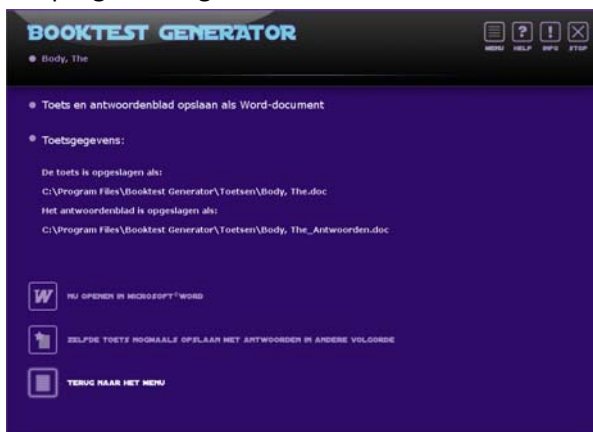 BOOKTEST GENERATOR
MENU HELP INFO STOP
Body, The
Toets en antwoordenblad opslaan als Word-document
Toetsgegevens:
De toets is opgeslagen als:
C:\Program Files\Booktest Generator\Toetsen\Body, The.doc
Het antwoordenblad is opgeslagen als:
C:\Program Files\Booktest Generator\Toetsen\Body, The_Antwoorden.doc
W NU OPENEN IN MICROSOFT®WORD
ZELFDE TOETS NOGMAALS OPSLAAN MET ANTWOORDEN IN ANDERE VOLGORDE
TERUG NAAR HET MENU